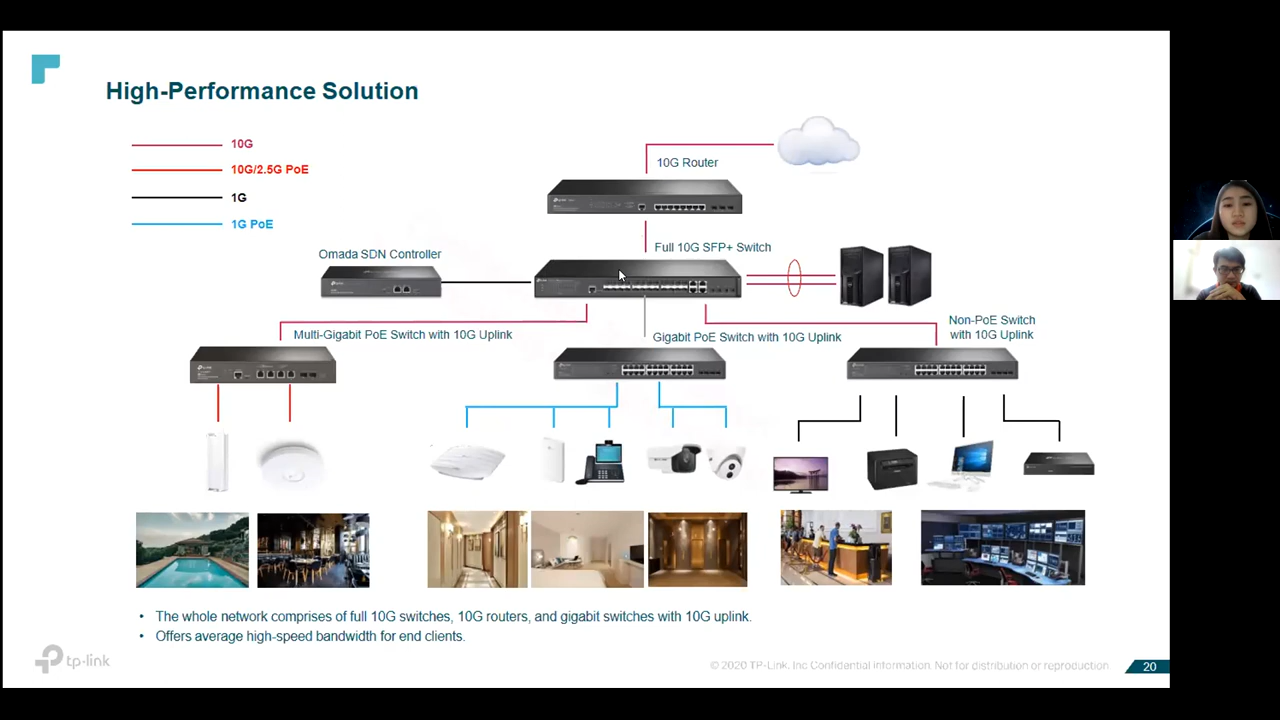 High-Performance Solution
10G
10G/2.5G PoE
1G
1G PoE
10G Router
Full 10G SFP+ Switch
Omada SDN Controller
Multi-Gigabit PoE Switch with 10G Uplink
Gigabit PoE Switch with 10G Uplink
Non-PoE Switch
with 10G Uplink
• The whole network comprises of full 10G switches, 10G routers, and gigabit switches with 10G uplink.
• Offers average high-speed bandwidth for end clients.
tp-link
© 2020 TP-Link. Inc Confidential Information. Not for distribution or reproduction
20